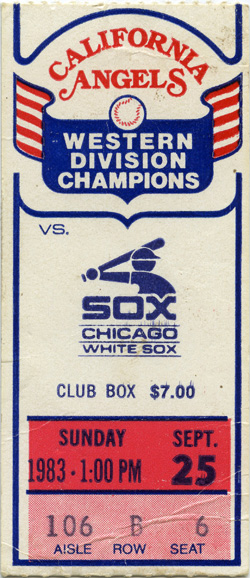 CALIFORNIA
ANGELS
WESTERN
DIVISION
CHAMPIONS
VS.
SOX
CHICAGO
WHITE SOX
CLUB BOX $7.00
SUNDAY SEPT.
1983 • 1:00 PM 25
106 B 6
AISLE ROW SEAT